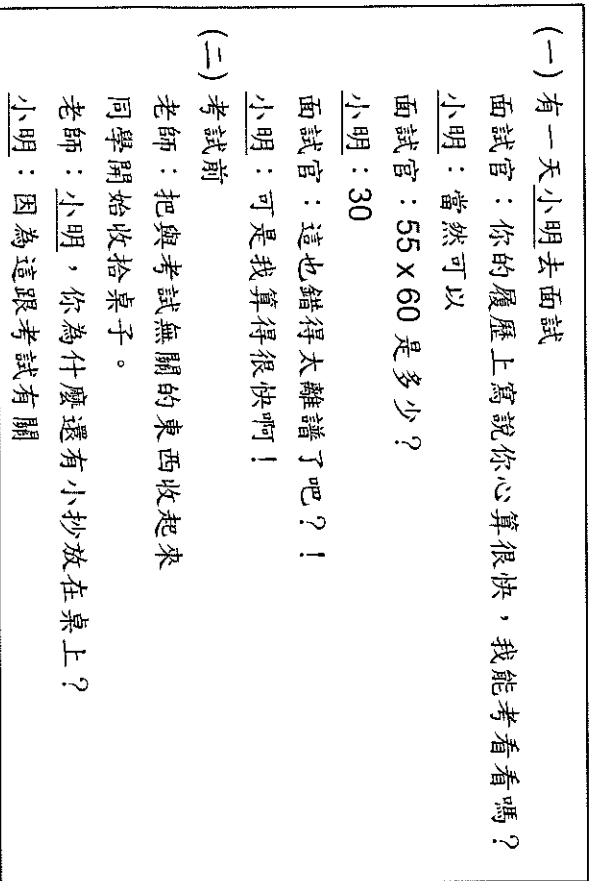 (一) 有一天小明去面試
面試官：你的履歷上寫說你心算很快，我能考看看嗎？
小明：當然可以
面試官：55 x 60 是多少？
小明：30
面試官：這也錯得太離譜了吧？！
小明：可是我算得很快啊！
(二) 考試前
老師：把與考試無關的東西收起來
同學開始收拾桌子。
老師：小明，你為什麼還有小抄放在桌上？
小明：因為這跟考試有關